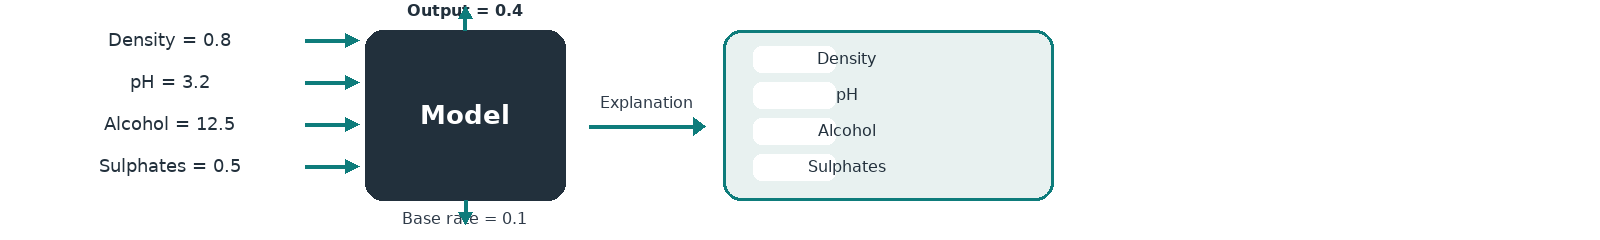 Output = 0.4
Density = 0.8
pH = 3.2
Alcohol = 12.5
Sulphates = 0.5
Model
Base rate = 0.1
Explanation
Density
pH
Alcohol
Sulphates